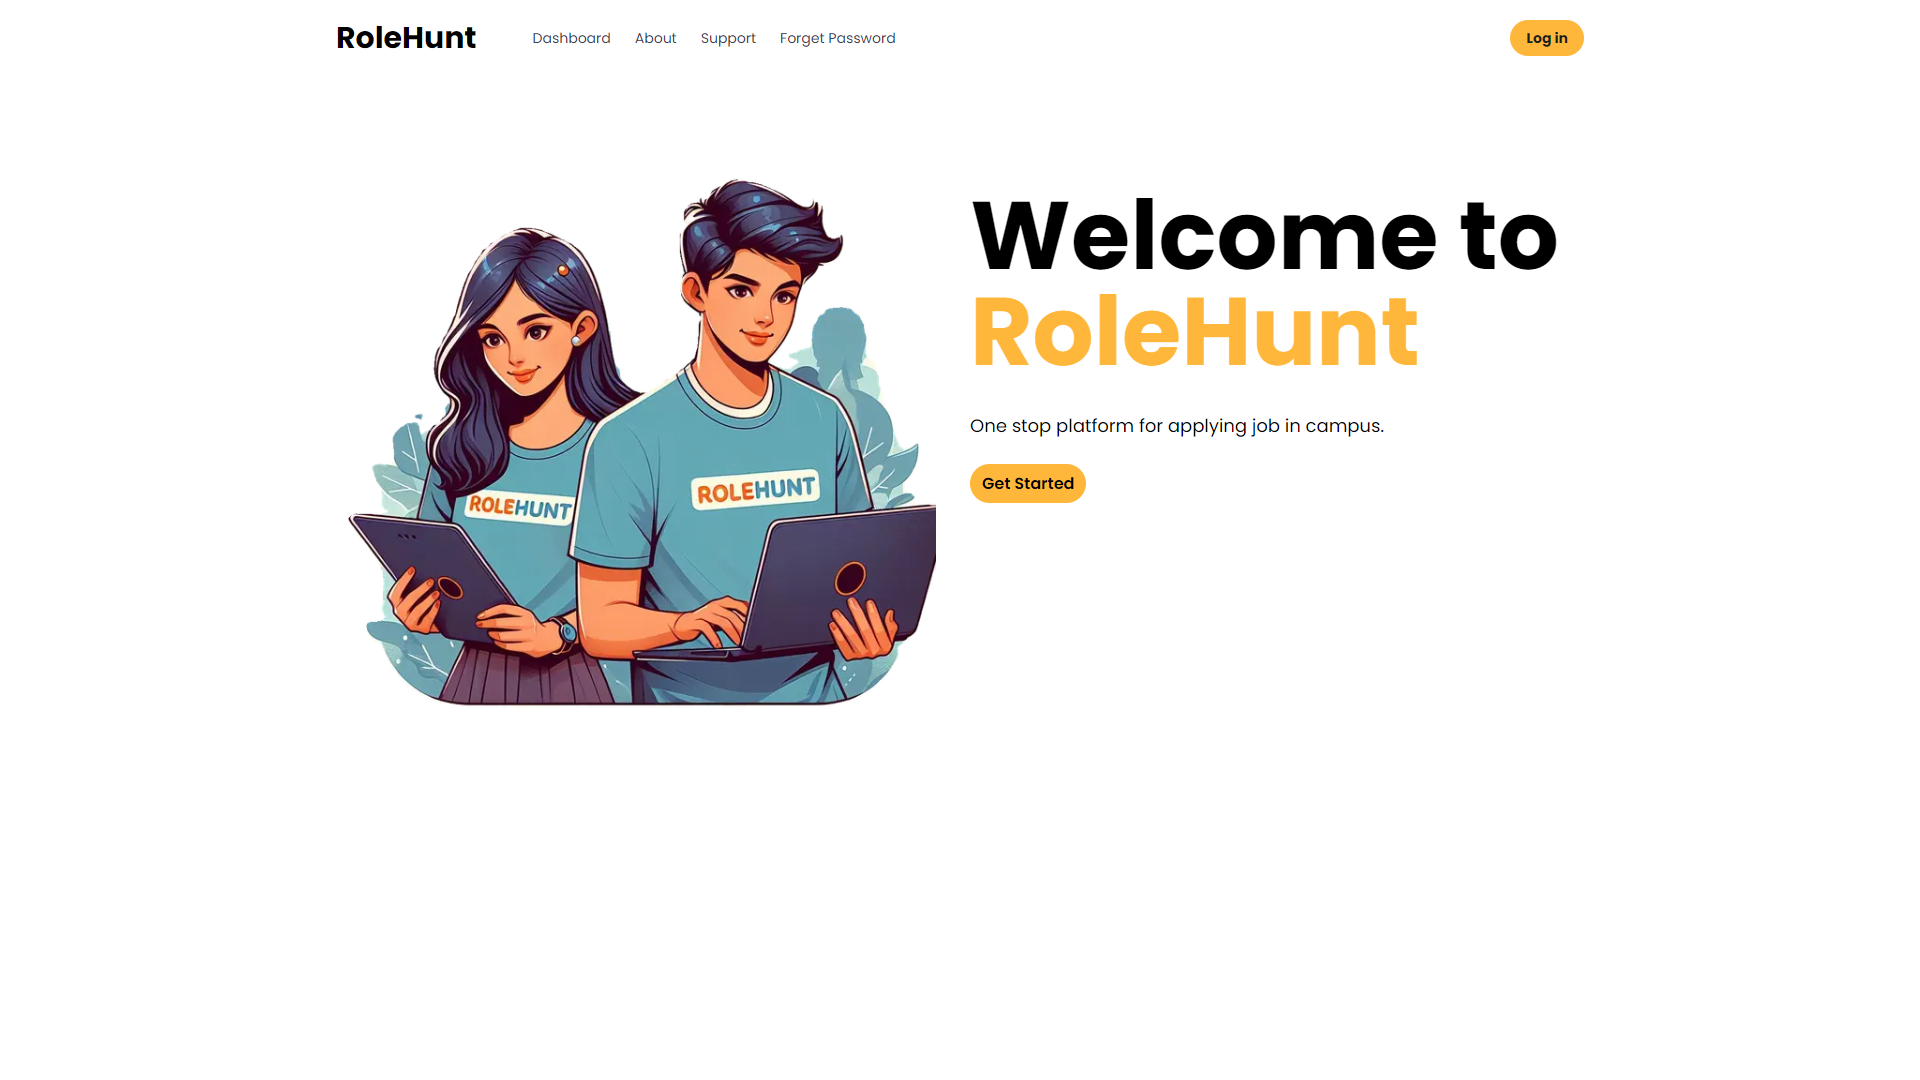 RoleHunt
Dashboard
About
Support
Forget Password
Log in
ROLEHUNT
ROLEHUNT
Welcome to
RoleHunt
One stop platform for applying job in campus.
Get Started